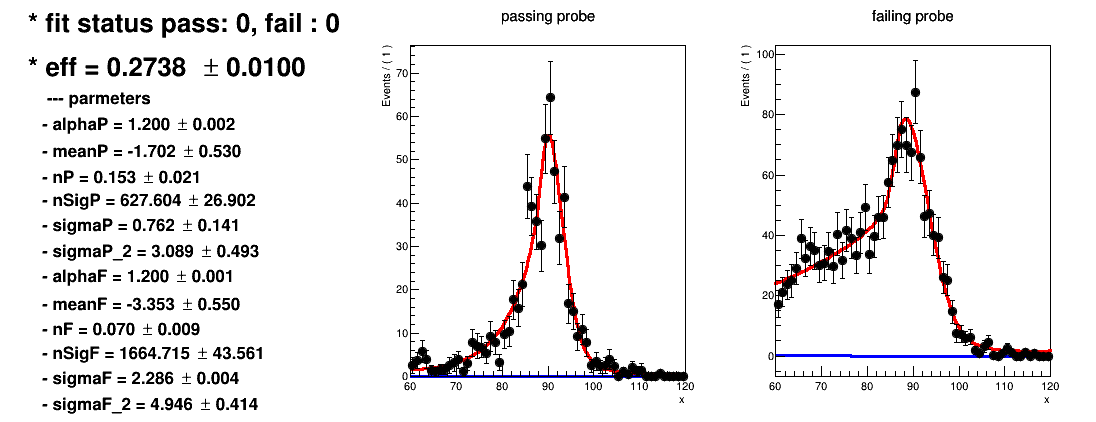 * fit status pass: 0, fail : 0
* eff = 0.2738 ± 0.0100
--- parmeters
- alphaP = 1.200 ± 0.002
- meanP = -1.702 ± 0.530
- nP = 0.153 ± 0.021
- nSigP = 627.604 ± 26.902
- sigmaP = 0.762 ± 0.141
- sigmaP_2 = 3.089 ± 0.493
- alphaF = 1.200 ± 0.001
- meanF = -3.353 ± 0.550
- nF = 0.070 ± 0.009
- nSigF = 1664.715 ± 43.561
- sigmaF = 2.286 ± 0.004
- sigmaF_2 = 4.946 ± 0.414
passing probe
Events / ( 1 )
70
60
50
40
30
20
10
0
60 70 80 90 100 110 120
x
failing probe
Events / ( 1 )
100
80
60
40
20
0
60 70 80 90 100 110 120
x